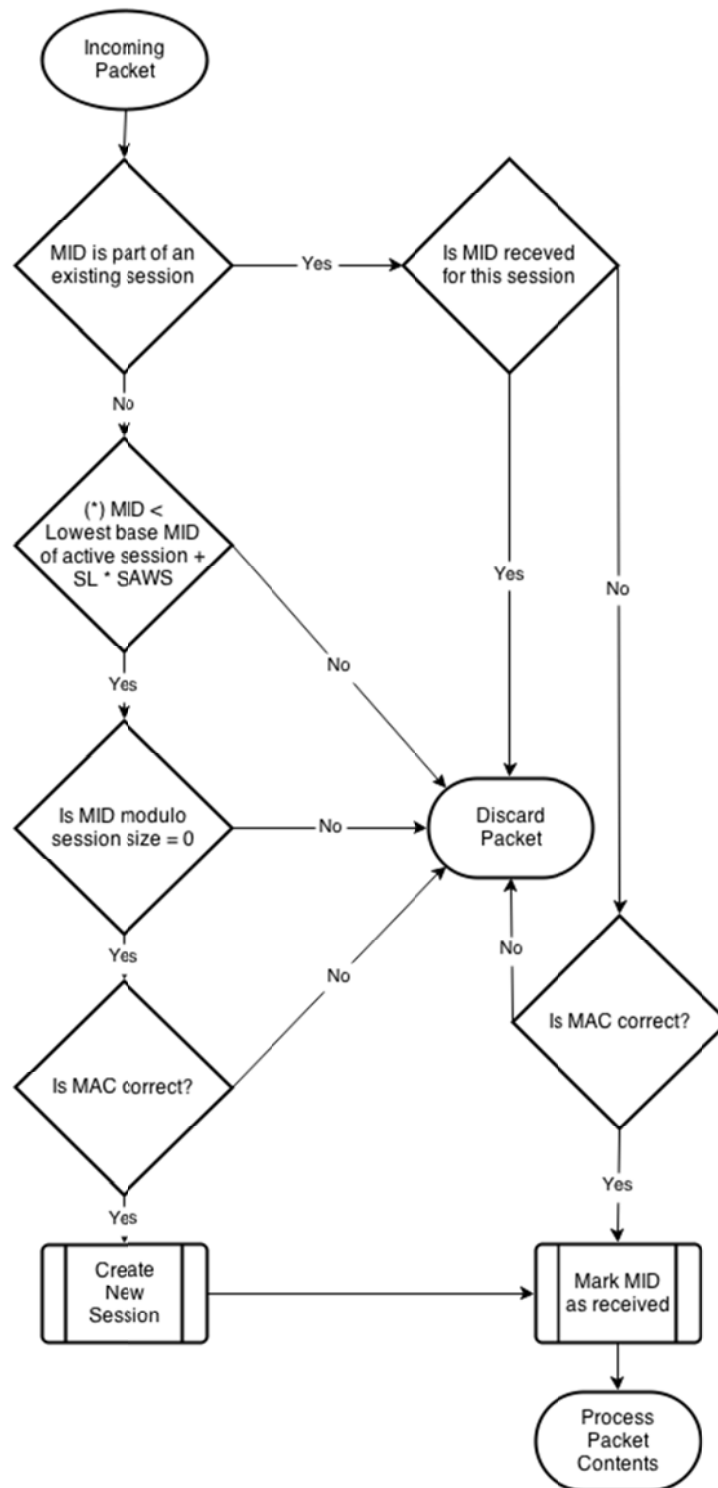 Incoming
Packet
MID is part of an
existing session
Yes
Is MID receved
for this session
No
(*) MID <
Lowest base MID
of active session +
SL * SAWS
Yes
No
No
Yes
Is MID modulo
session size = 0
No
Discard
Packet
Yes
No
No
Is MAC correct?
Is MAC correct?
Yes
Yes
Create
New
Session
Mark MID
as received
Process
Packet
Contents